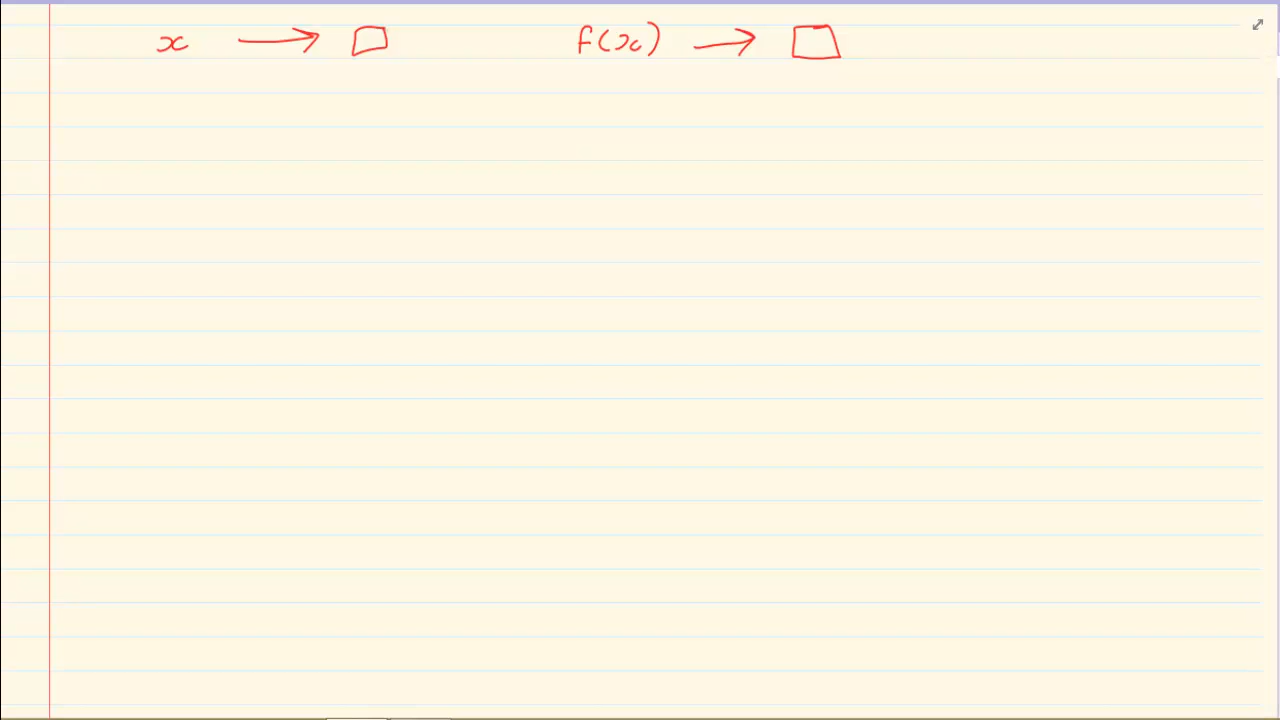 x → □ f(x) → □